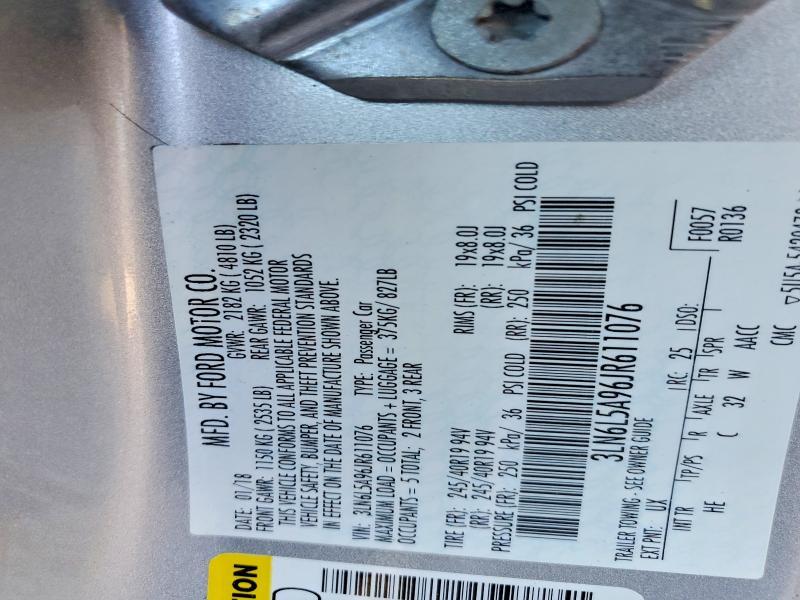 MFD. BY FORD MOTOR CO.
DATE: 01/18 GVWR: 2182 KG ( 4810 LB)
FRONT GAWR: 1150KG ( 2535 LB) REAR GAWR: 1052 KG ( 2320 LB)
THIS VEHICLE CONFORMS TO ALL APPLICABLE FEDERAL MOTOR
VEHICLE SAFETY, BUMPER, AND THEFT PREVENTION STANDARDS
IN EFFECT ON THE DATE OF MANUFACTURE SHOWN ABOVE.
VIN: 3LN6L5A96JR611076 TYPE: Passenger Car
MAXIMUM LOAD = OCCUPANTS + LUGGAGE = 375KG/ 827LB
OCCUPANTS = 5 TOTAL; 2 FRONT, 3 REAR
TIRE (FR): 245/40R19 94V RIMS (FR): 19x8.0J
(RR): 245/40R19 94V (RR): 19x8.0J
PRESSURE (FR): 250 kPa/ 36 PSI COLD (RR): 250 kPa/ 36 PSI COLD
3LN6L5A96JR611076
TRAILER TOWING - SEE OWNER GUIDE
EXT PNT: UX RC: 25 DSO: F0057
R0136
INT TR TP/PS R AXLE TR SPR
HE C 32 W AACC
CMC